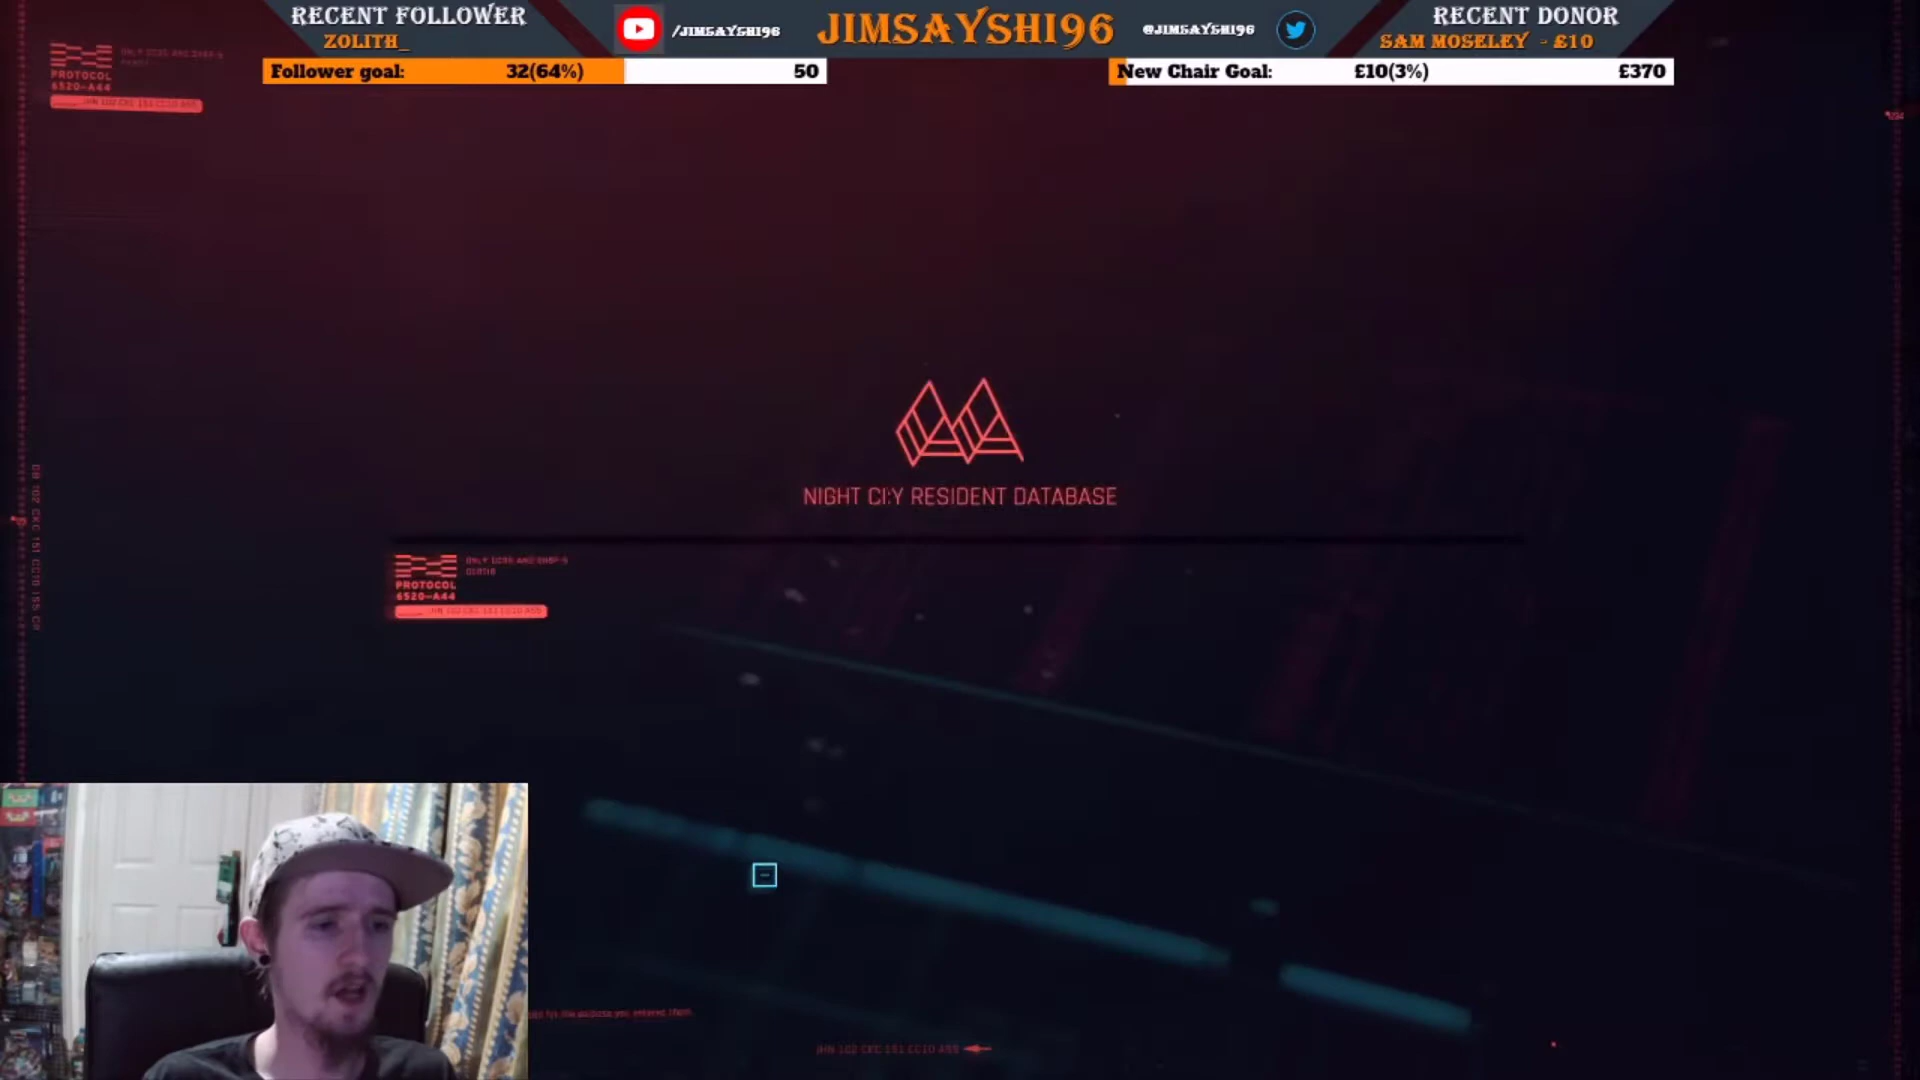 RECENT FOLLOWER
ZOLITH_
/JIMSAYSHI96
JIMSAYSHI96
@JIMSAYSHI96
RECENT DONOR
SAM MOSELEY - £10
Follower goal: 32(64%) 50
New Chair Goal: £10(3%) £370
PROTOCOL
6520-A44
NIGHT CI:Y RESIDENT DATABASE
PROTOCOL
6520-A44